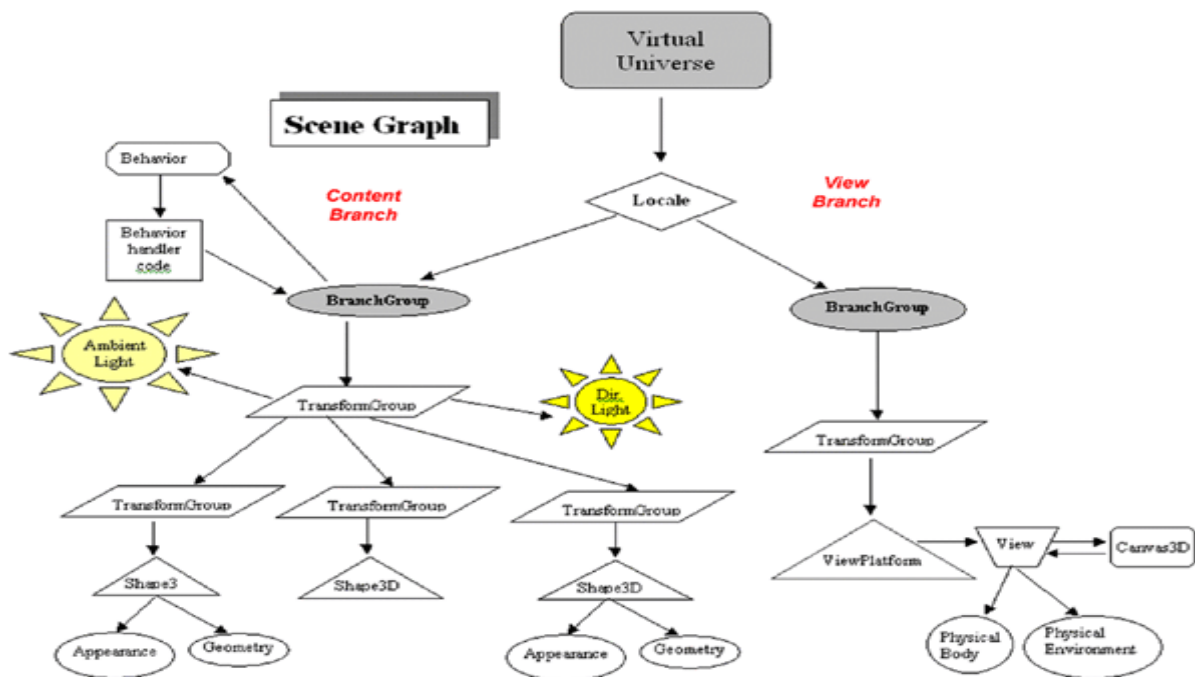 Virtual
Universe
Scene Graph
Behavior
Content
Branch
View
Branch
Locale
Behavior
handler
code
BranchGroup
BranchGroup
Ambient
Light
Dir.
Light
TransformGroup
TransformGroup
TransformGroup
TransformGroup
TransformGroup
View
Canvas3D
ViewPlatform
Shape3
Shape3D
Shape3D
Appearance
Geometry
Appearance
Geometry
Physical
Body
Physical
Environment